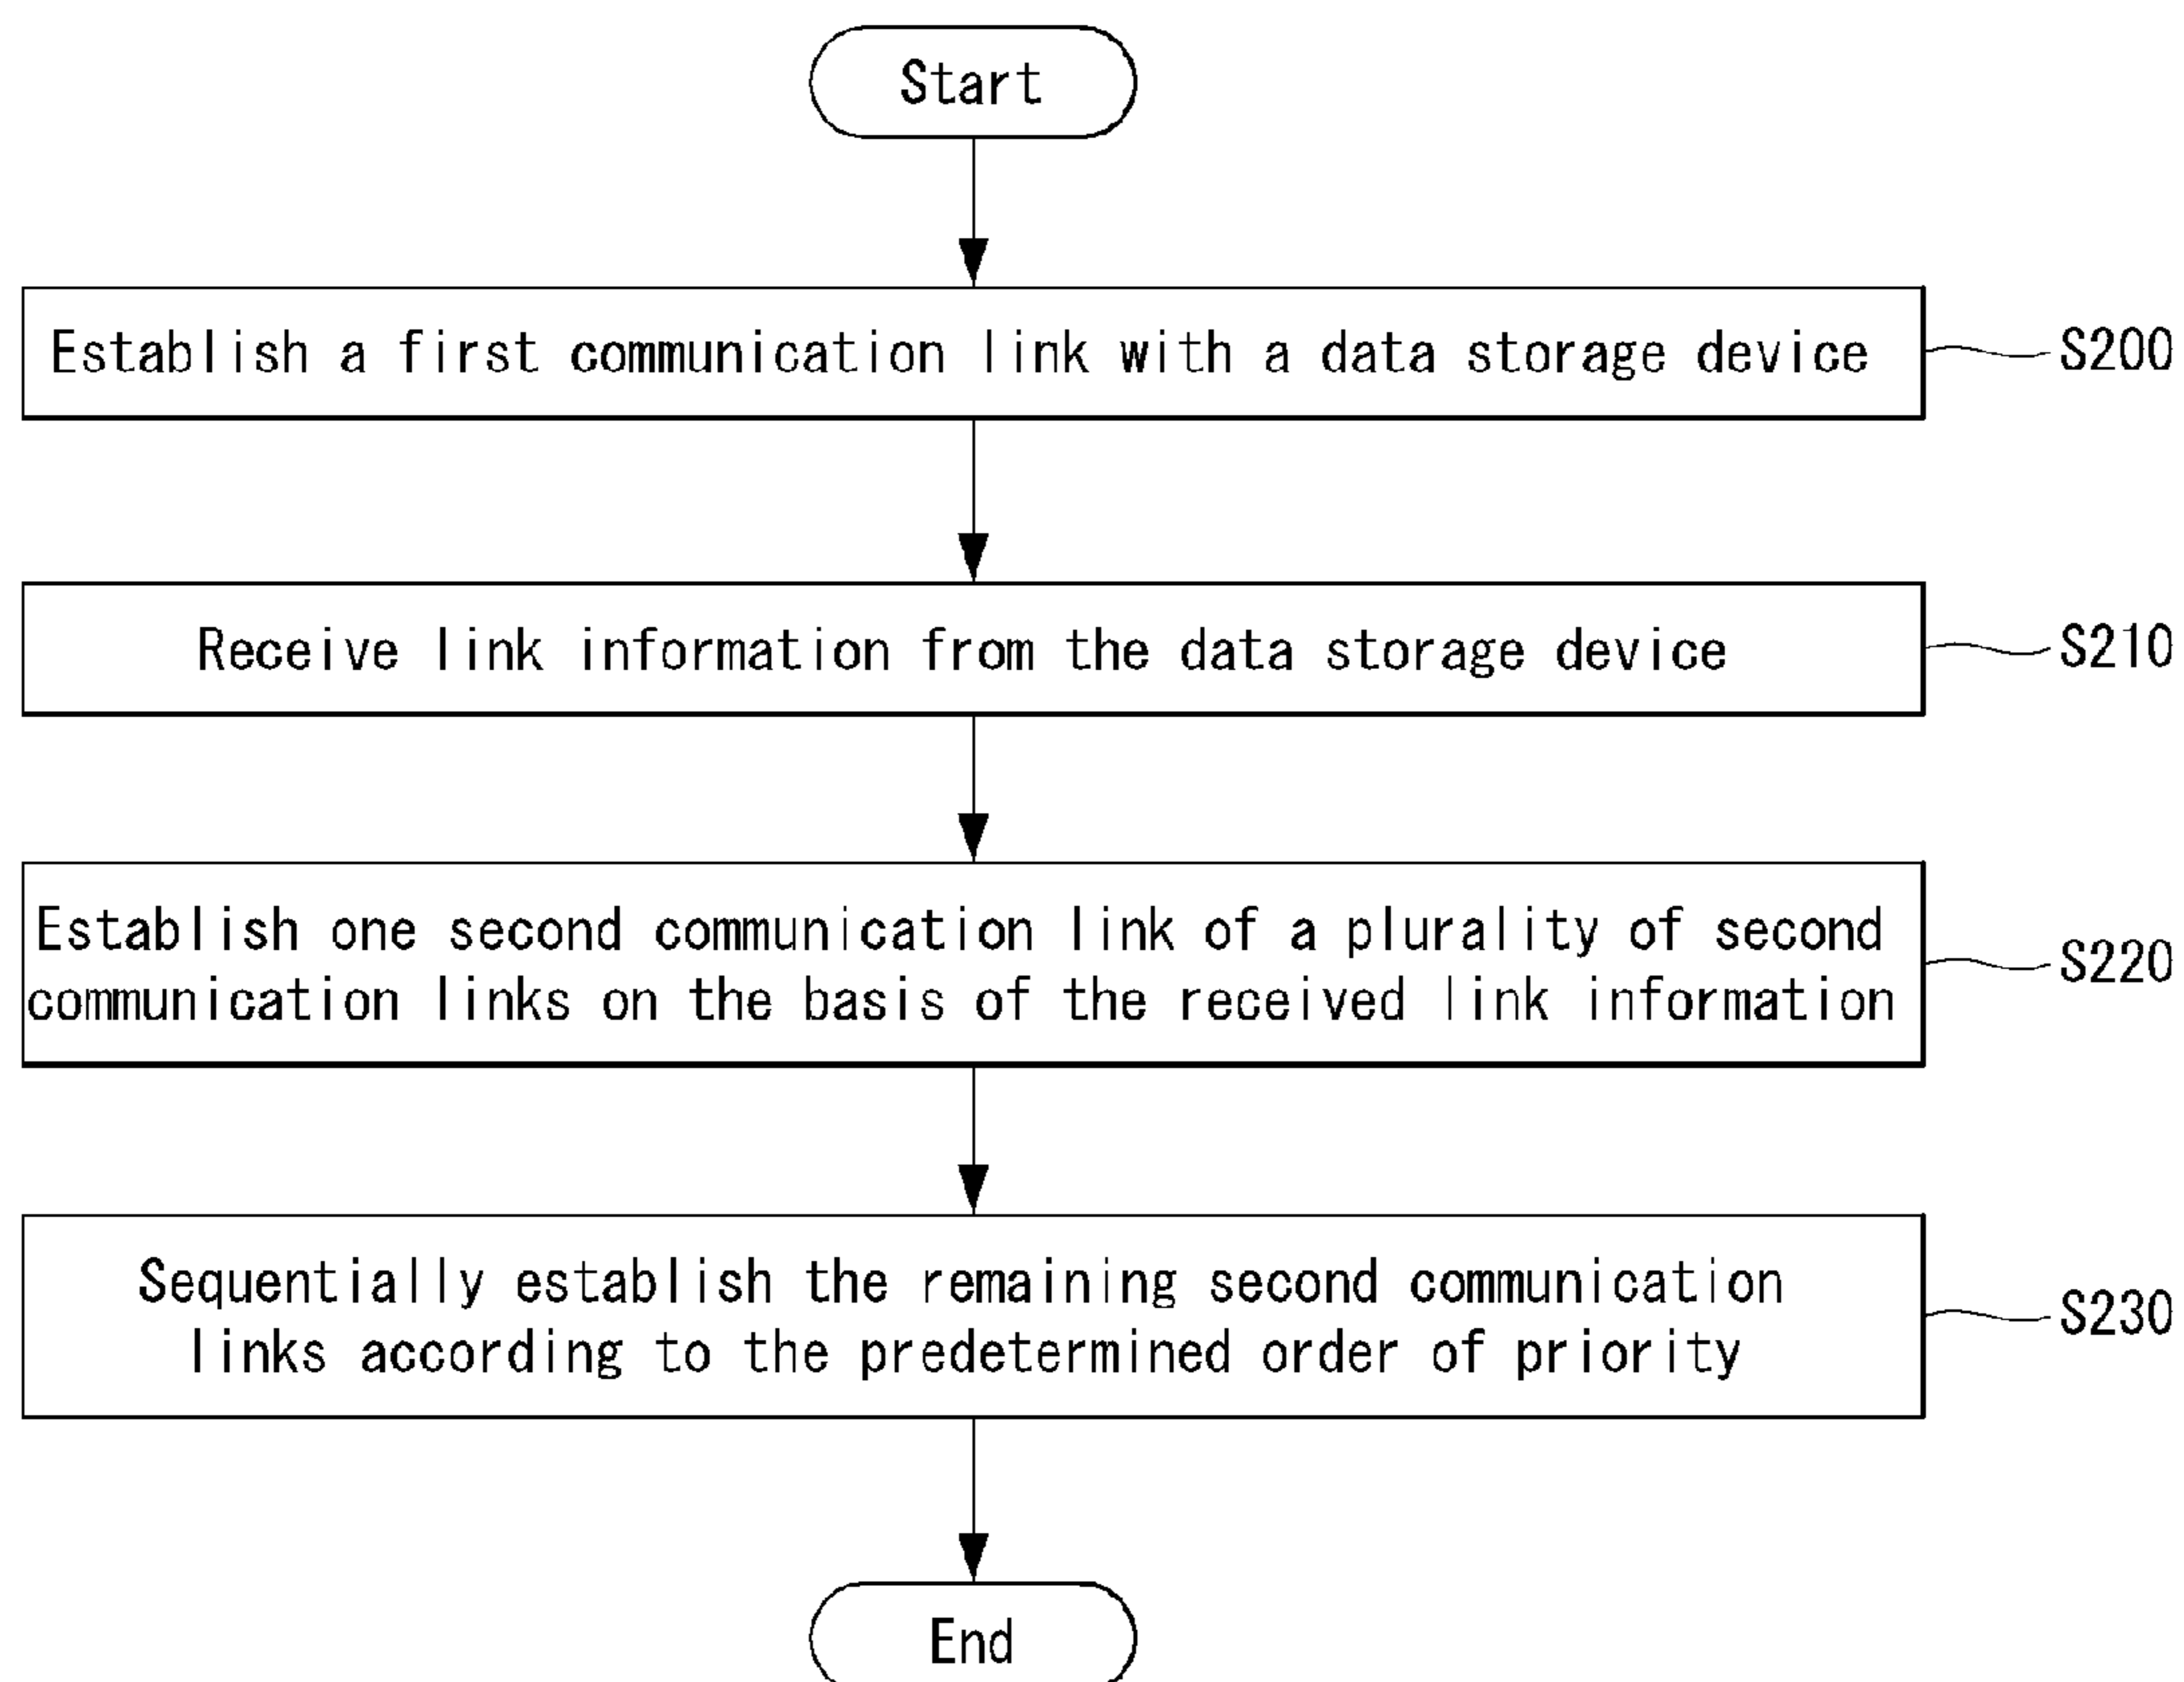 Start
Establish a first communication link with a data storage device
S200
Receive link information from the data storage device
S210
Establish one second communication link of a plurality of second
communication links on the basis of the received link information
S220
Sequentially establish the remaining second communication
links according to the predetermined order of priority
S230
End